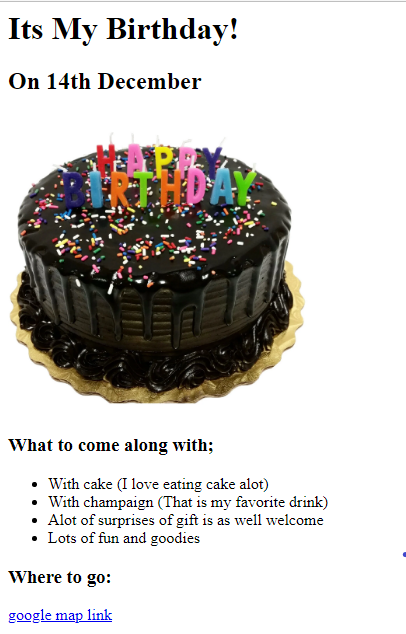 Its My Birthday!
On 14th December
HAPPY
BIRTHDAY
What to come along with;
With cake (I love eating cake alot)
With champaign (That is my favorite drink)
Alot of surprises of gift is as well welcome
Lots of fun and goodies
Where to go:
google map link